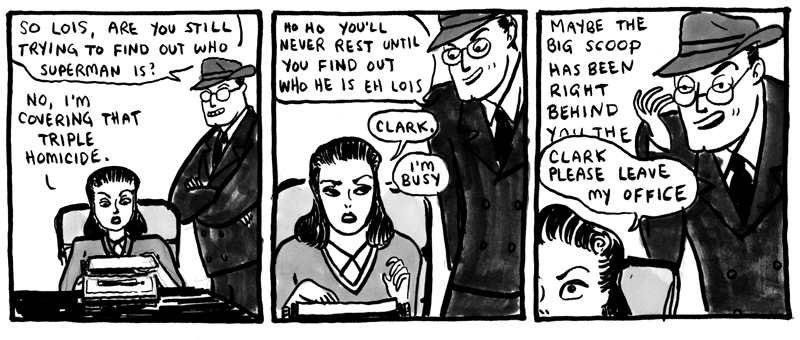 SO LOIS, ARE YOU STILL
TRYING TO FIND OUT WHO
SUPERMAN IS?
NO, I'M
COVERING THAT
TRIPLE
HOMICIDE.
HO HO YOU'LL
NEVER REST UNTIL
YOU FIND OUT
WHO HE IS EH LOIS
CLARK.
I'M
BUSY
MAYBE THE
BIG SCOOP
HAS BEEN
RIGHT
BEHIND
YOU THE
CLARK
PLEASE LEAVE
MY OFFICE